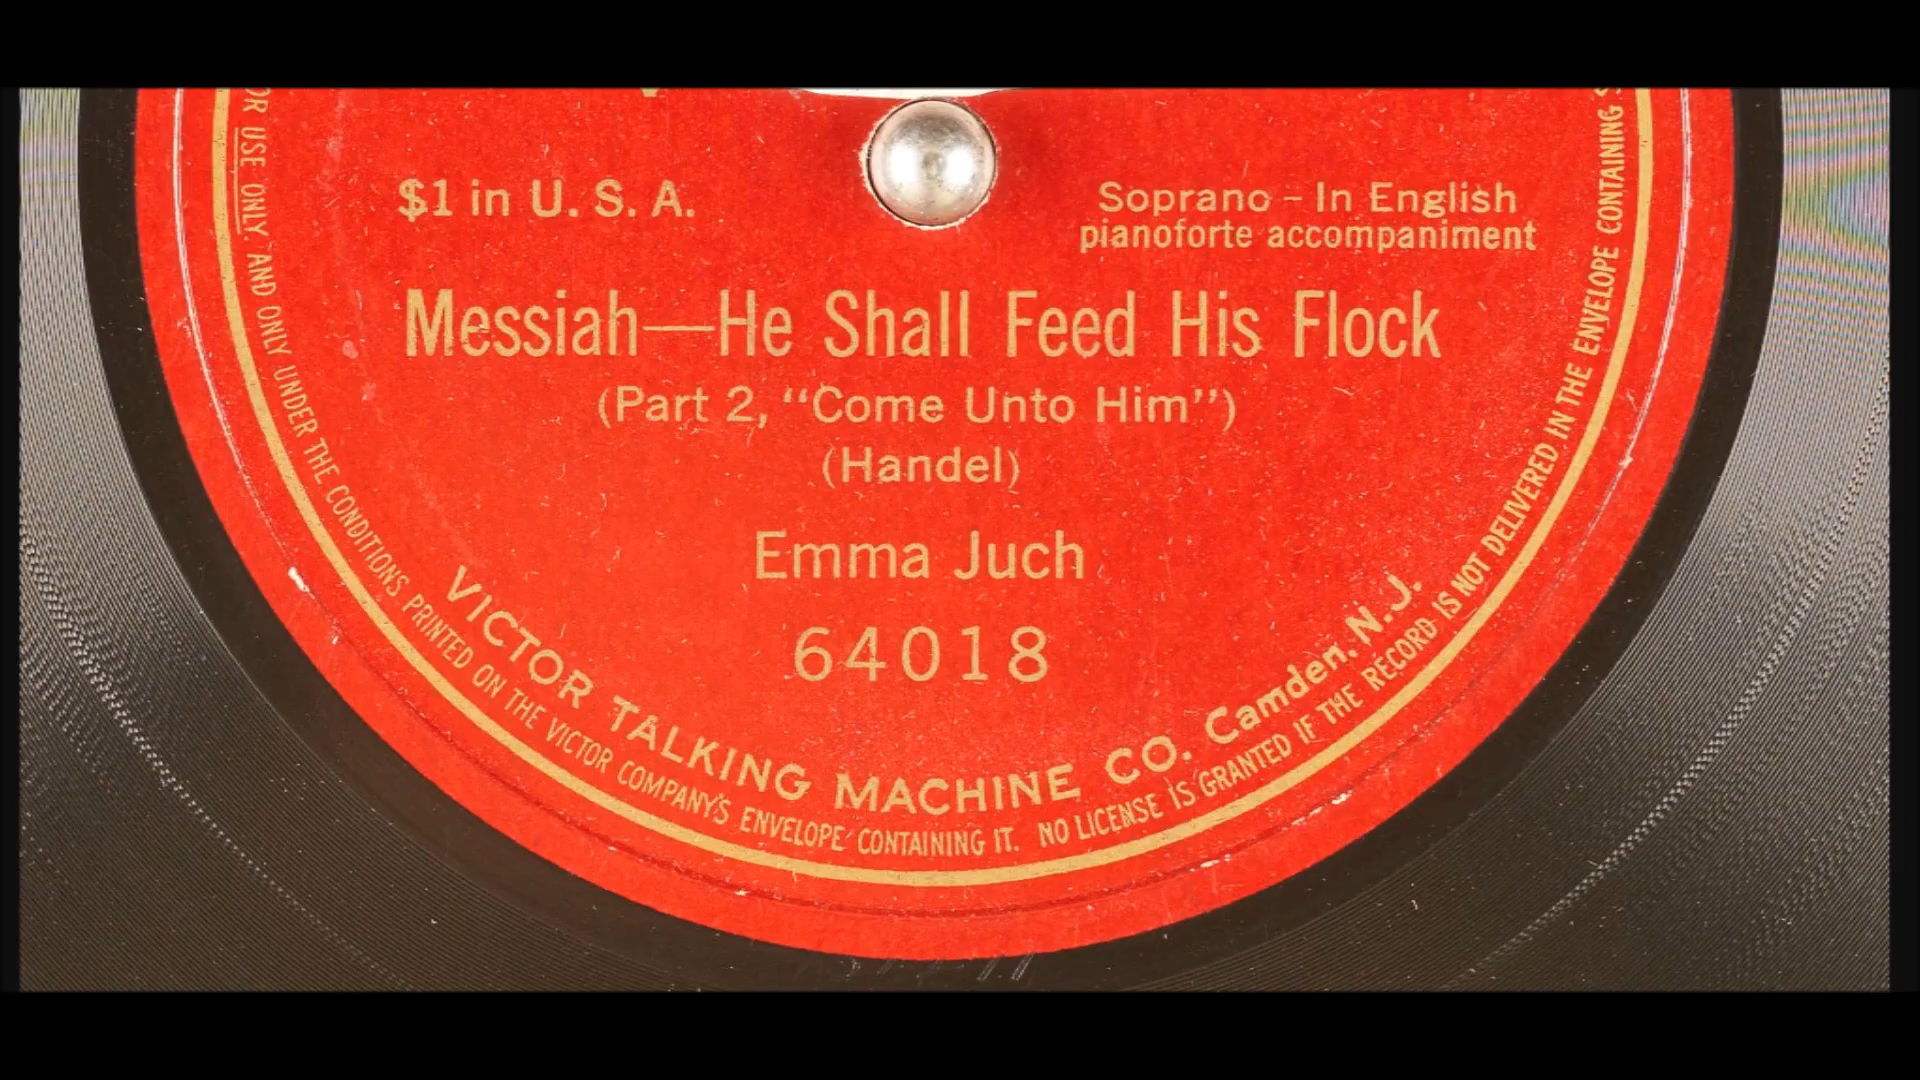 $1 in U. S. A.
Soprano – In English
pianoforte accompaniment
Messiah—He Shall Feed His Flock
(Part 2, “Come Unto Him”)
(Handel)
Emma Juch
64018
VICTOR TALKING MACHINE CO. Camden, N. J.
USE ONLY, AND ONLY UNDER THE CONDITIONS PRINTED ON THE VICTOR COMPANY'S ENVELOPE CONTAINING IT. NO LICENSE IS GRANTED IF THE RECORD IS NOT DELIVERED IN THE ENVELOPE CONTAINING